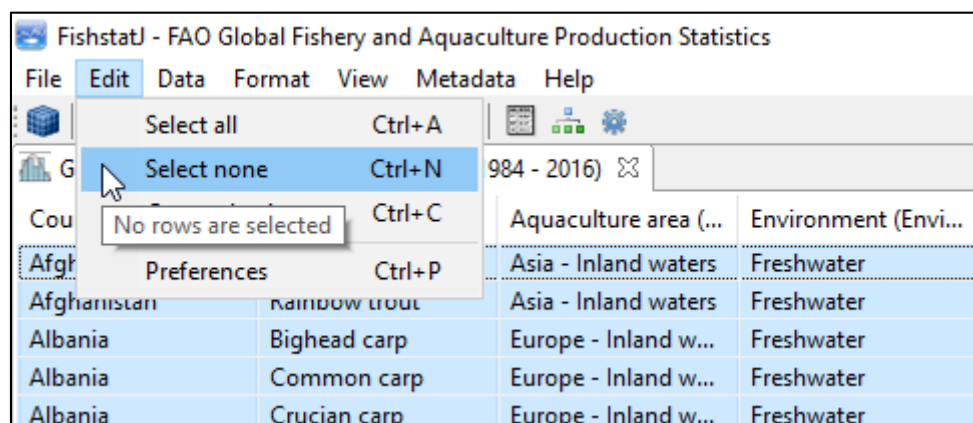 FishstatJ - FAO Global Fishery and Aquaculture Production Statistics
File Edit Data Format View Metadata Help
Select all Ctrl+A
G Select none Ctrl+N 984 - 2016)
Cou Ctrl+C Aquaculture area (... Environment (Envi...
No rows are selected
Afgh Preferences Ctrl+P Asia - Inland waters Freshwater
Afghanistan Rainbow trout Asia - Inland waters Freshwater
Albania Bighead carp Europe - Inland w... Freshwater
Albania Common carp Europe - Inland w... Freshwater
Albania Crucian carp Europe - Inland w... Freshwater